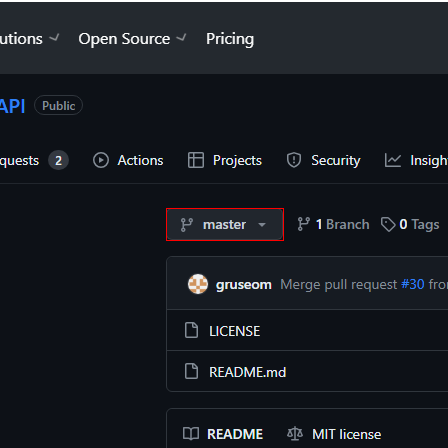 utions Open Source Pricing
API Public
quests 2 Actions Projects Security Insigh
master 1 Branch 0 Tags
gruseom Merge pull request #30 fro
LICENSE
README.md
README MIT license